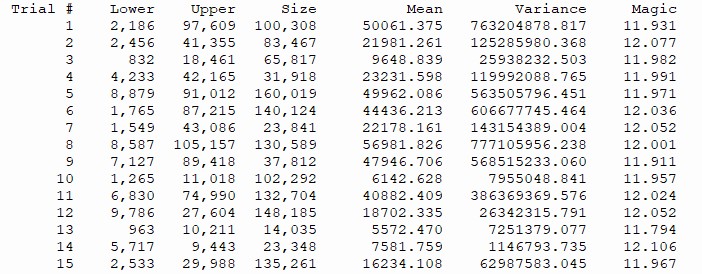 Trial # Lower Upper Size Mean Variance Magic
1 2,186 97,609 100,308 50061.375 763204878.817 11.931
2 2,456 41,355 83,467 21981.261 125285980.368 12.077
3 832 18,461 65,817 9648.839 25938232.503 11.982
4 4,233 42,165 31,918 23231.598 119992088.765 11.991
5 8,879 91,012 160,019 49962.086 563505796.451 11.971
6 1,765 87,215 140,124 44436.213 606677745.464 12.036
7 1,549 43,086 23,841 22178.161 143154389.004 12.052
8 8,587 105,157 130,589 56981.826 777105956.238 12.001
9 7,127 89,418 37,812 47946.706 568515233.060 11.911
10 1,265 11,018 102,292 6142.628 7955048.841 11.957
11 6,830 74,990 132,704 40882.409 386369369.576 12.024
12 9,786 27,604 148,185 18702.335 26342315.791 12.052
13 963 10,211 14,035 5572.470 7251379.077 11.794
14 5,717 9,443 23,348 7581.759 1146793.735 12.106
15 2,533 29,988 135,261 16234.108 62987583.045 11.967